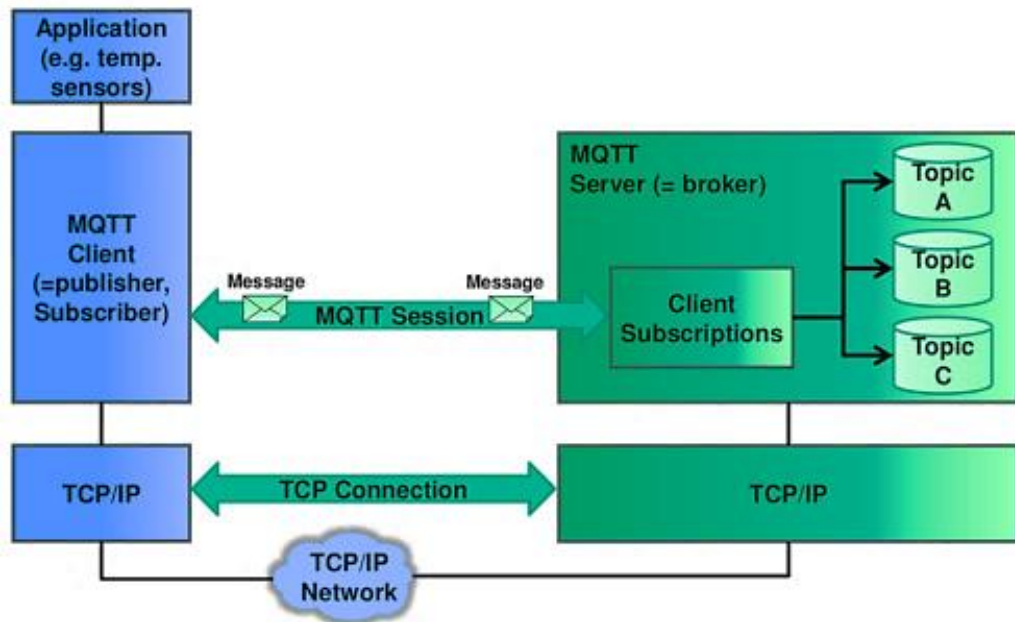 Application
(e.g. temp.
sensors)
MQTT
Client
(=publisher,
Subscriber)
Message
Message
MQTT Session
MQTT
Server (= broker)
Client
Subscriptions
Topic
A
Topic
B
Topic
C
TCP/IP
TCP Connection
TCP/IP
TCP/IP
Network